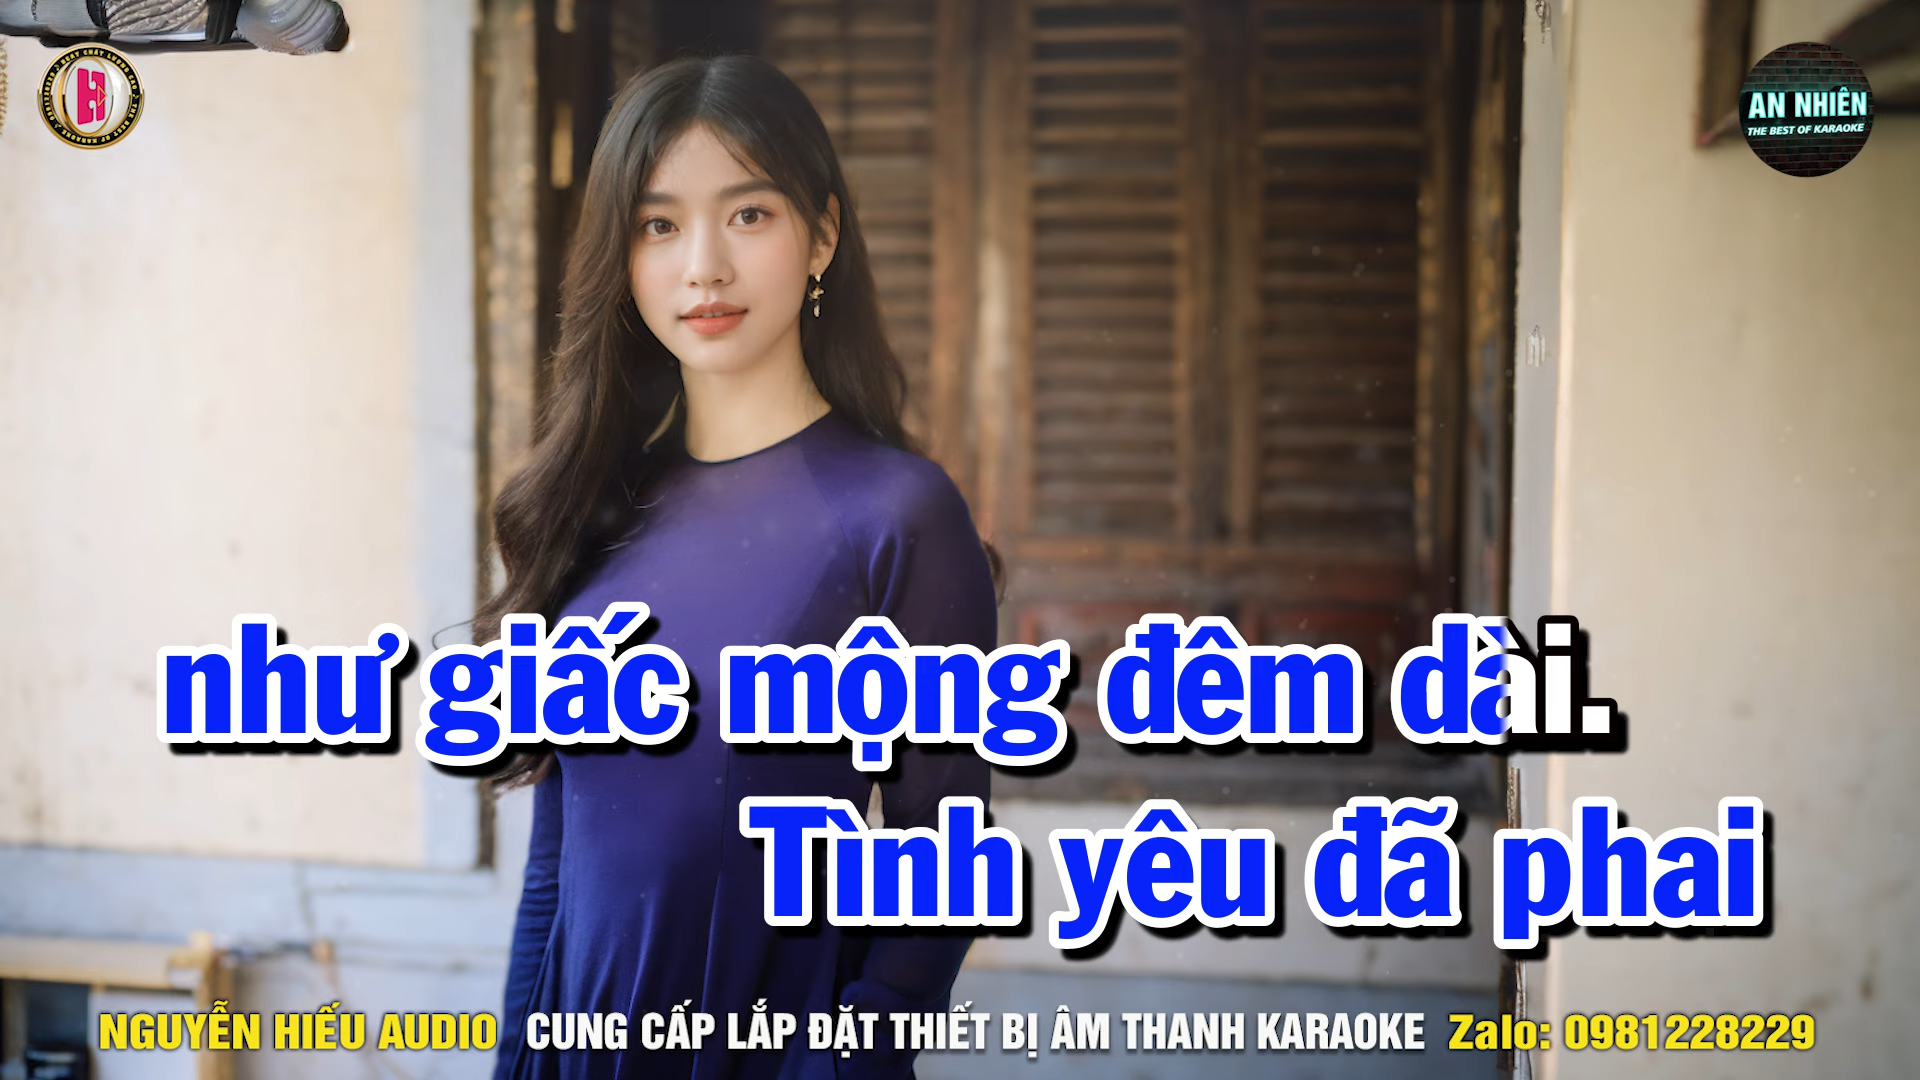 AN NHIÊN
THE BEST OF KARAOKE
như giấc mộng đêm dài.
Tình yêu đã phai
NGUYỄN HIẾU AUDIO CUNG CẤP LẮP ĐẶT THIẾT BỊ ÂM THANH KARAOKE Zalo: 0981228229